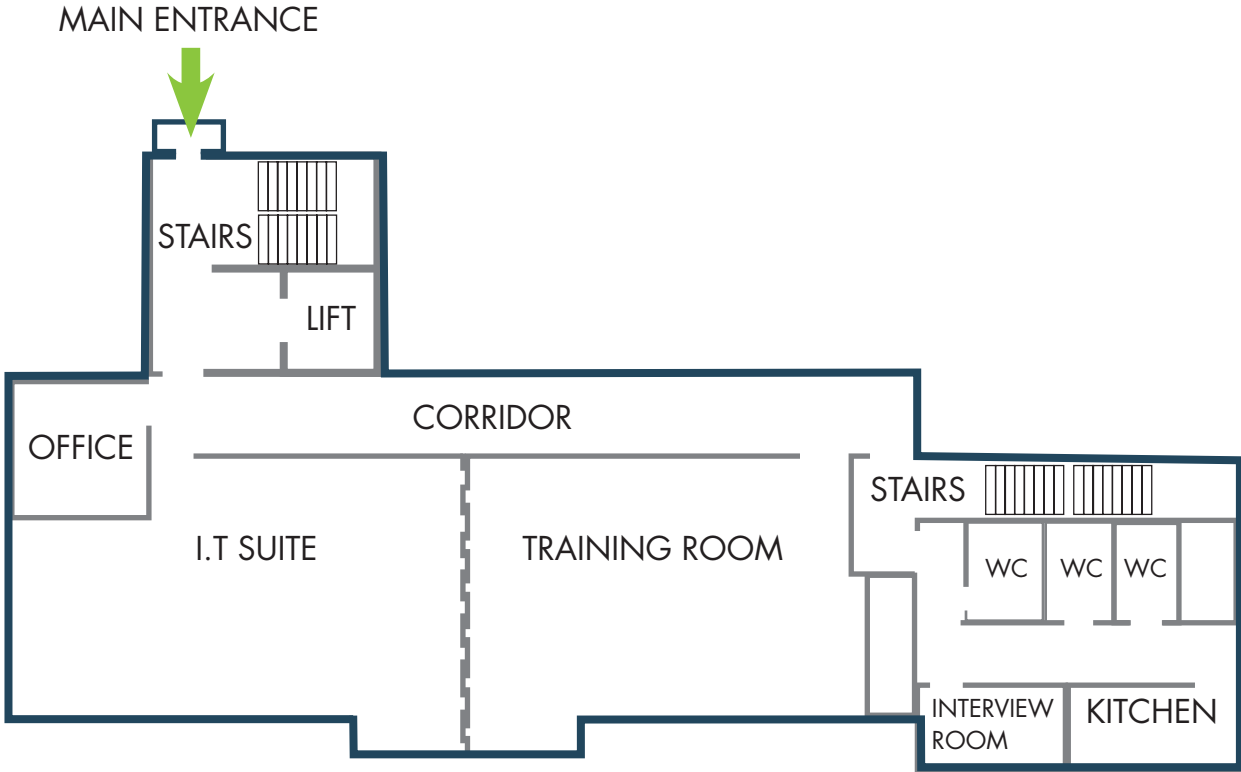 MAIN ENTRANCE
STAIRS
LIFT
CORRIDOR
OFFICE
STAIRS
I.T SUITE
TRAINING ROOM
WC
WC
WC
INTERVIEW
ROOM
KITCHEN